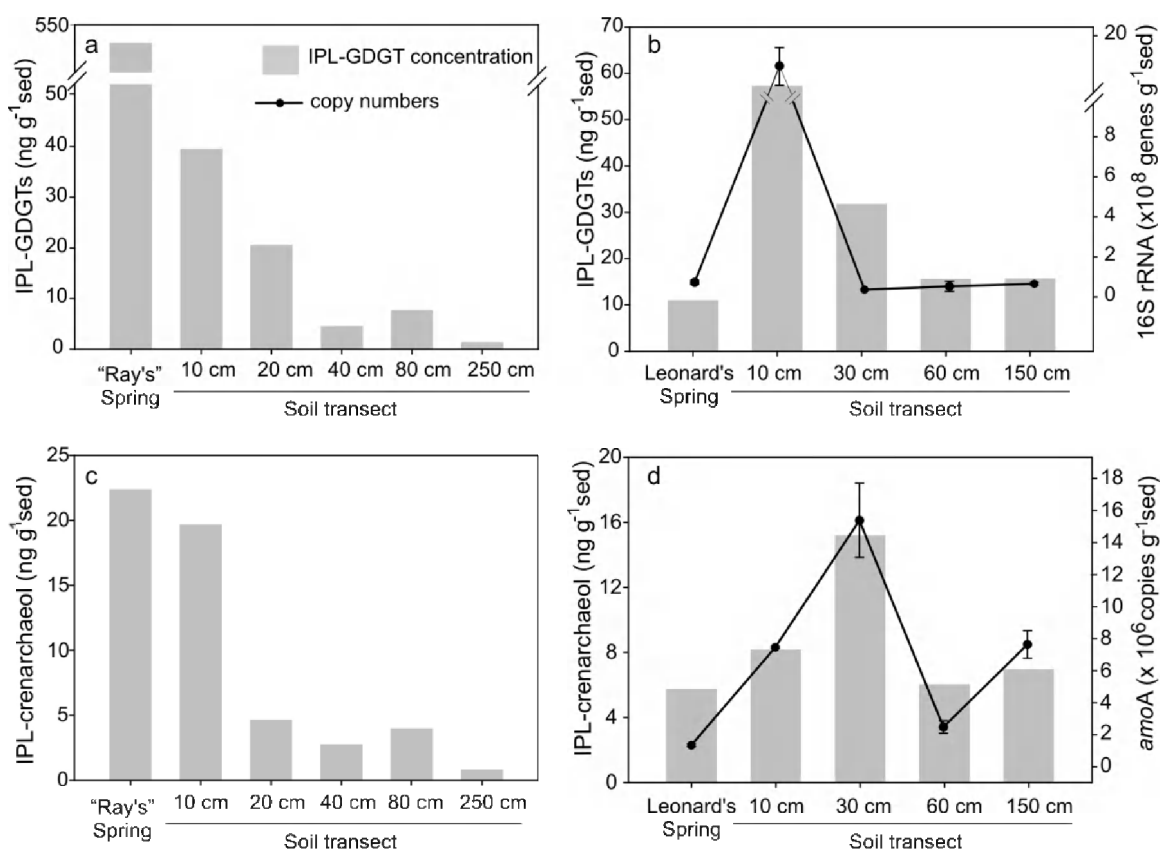 a
IPL-GDGT concentration
copy numbers
IPL-GDGTs (ng g-1sed)
550
50
40
30
20
10
0
"Ray's"
Spring
10 cm
20 cm
40 cm
80 cm
250 cm
Soil transect
b
IPL-GDGTs (ng g-1sed)
70
60
50
40
30
20
10
0
20
8
6
4
2
0
16S rRNA (x108 genes g-1sed)
Leonard's
Spring
10 cm
30 cm
60 cm
150 cm
Soil transect
c
IPL-crenarchaeol (ng g-1sed)
25
20
15
10
5
0
"Ray's"
Spring
10 cm
20 cm
40 cm
80 cm
250 cm
Soil transect
d
IPL-crenarchaeol (ng g-1sed)
20
16
12
8
4
0
18
16
14
12
10
8
6
4
2
0
amoA (x 106copies g-1sed)
Leonard's
Spring
10 cm
30 cm
60 cm
150 cm
Soil transect